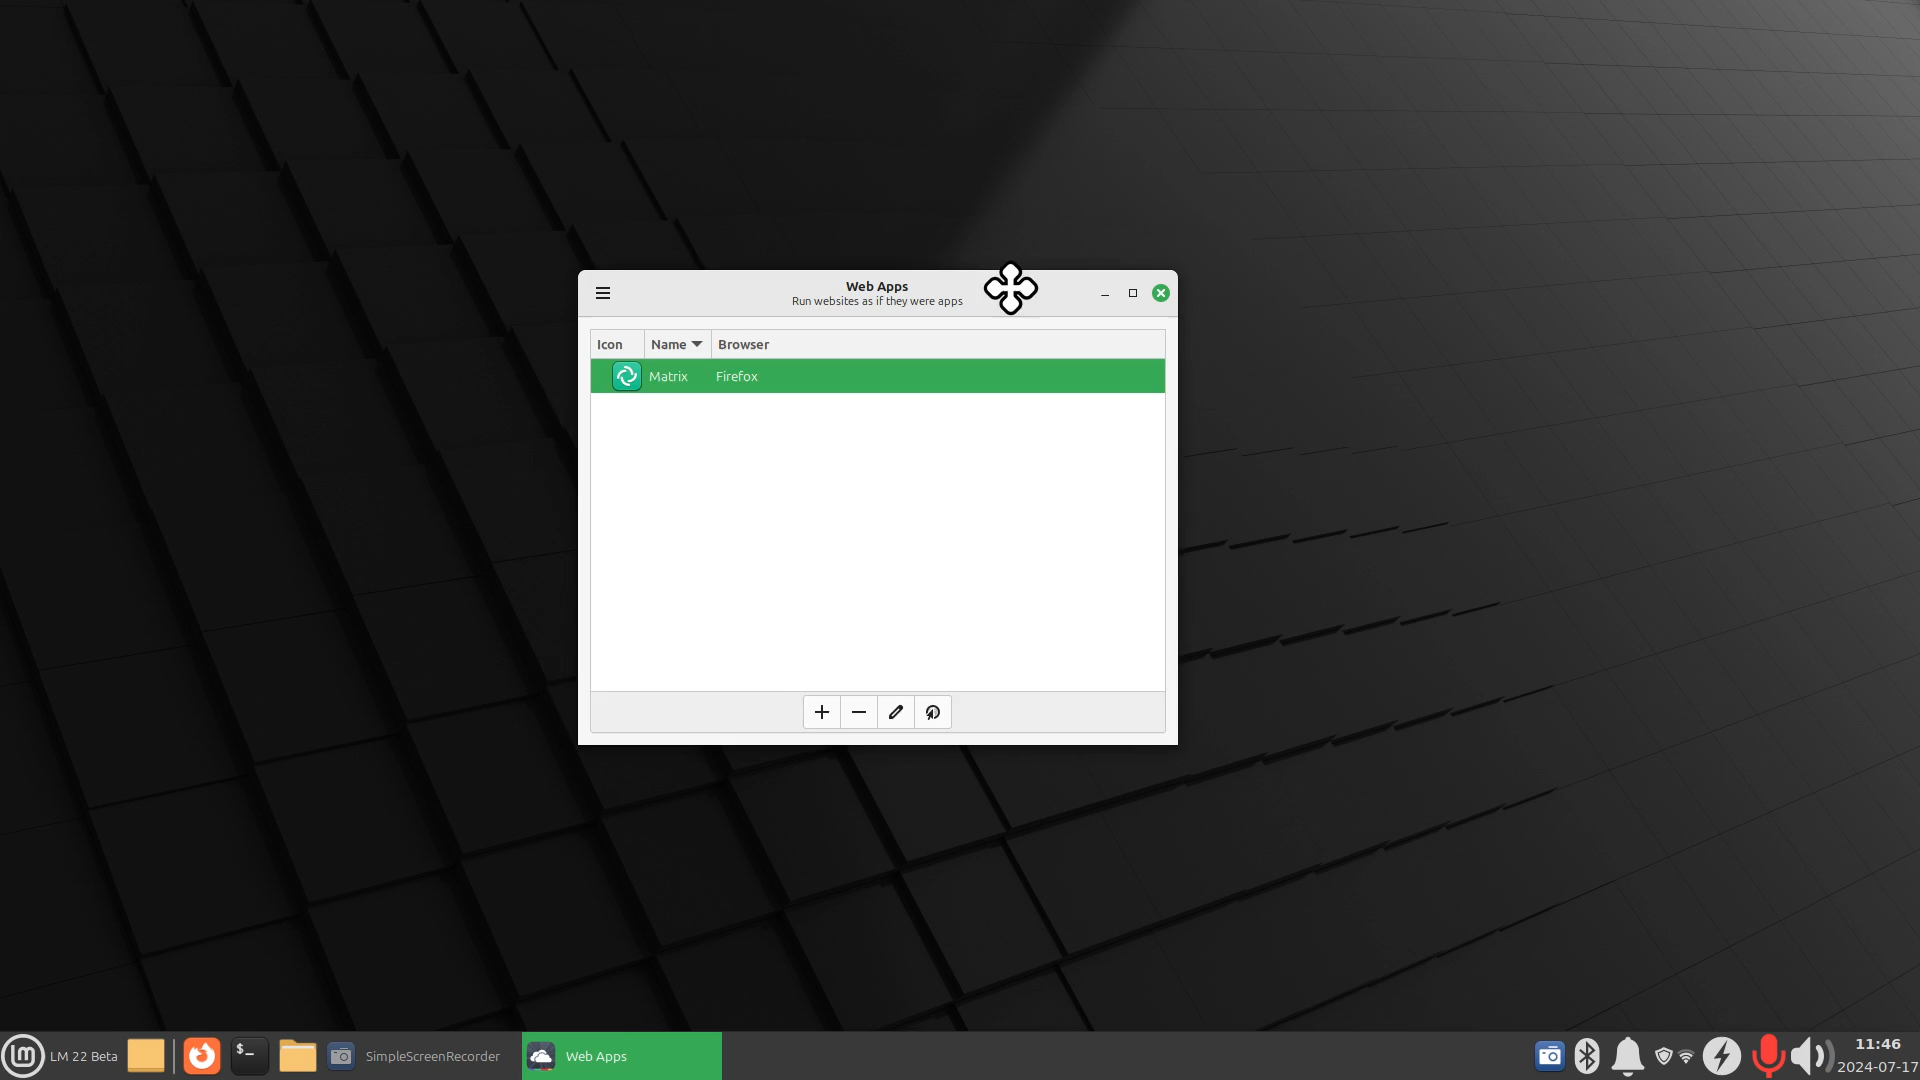 Web Apps
Run websites as if they were apps
Icon Name Browser
Matrix Firefox
LM 22 Beta
$_
SimpleScreenRecorder
Web Apps
11:46
2024-07-17